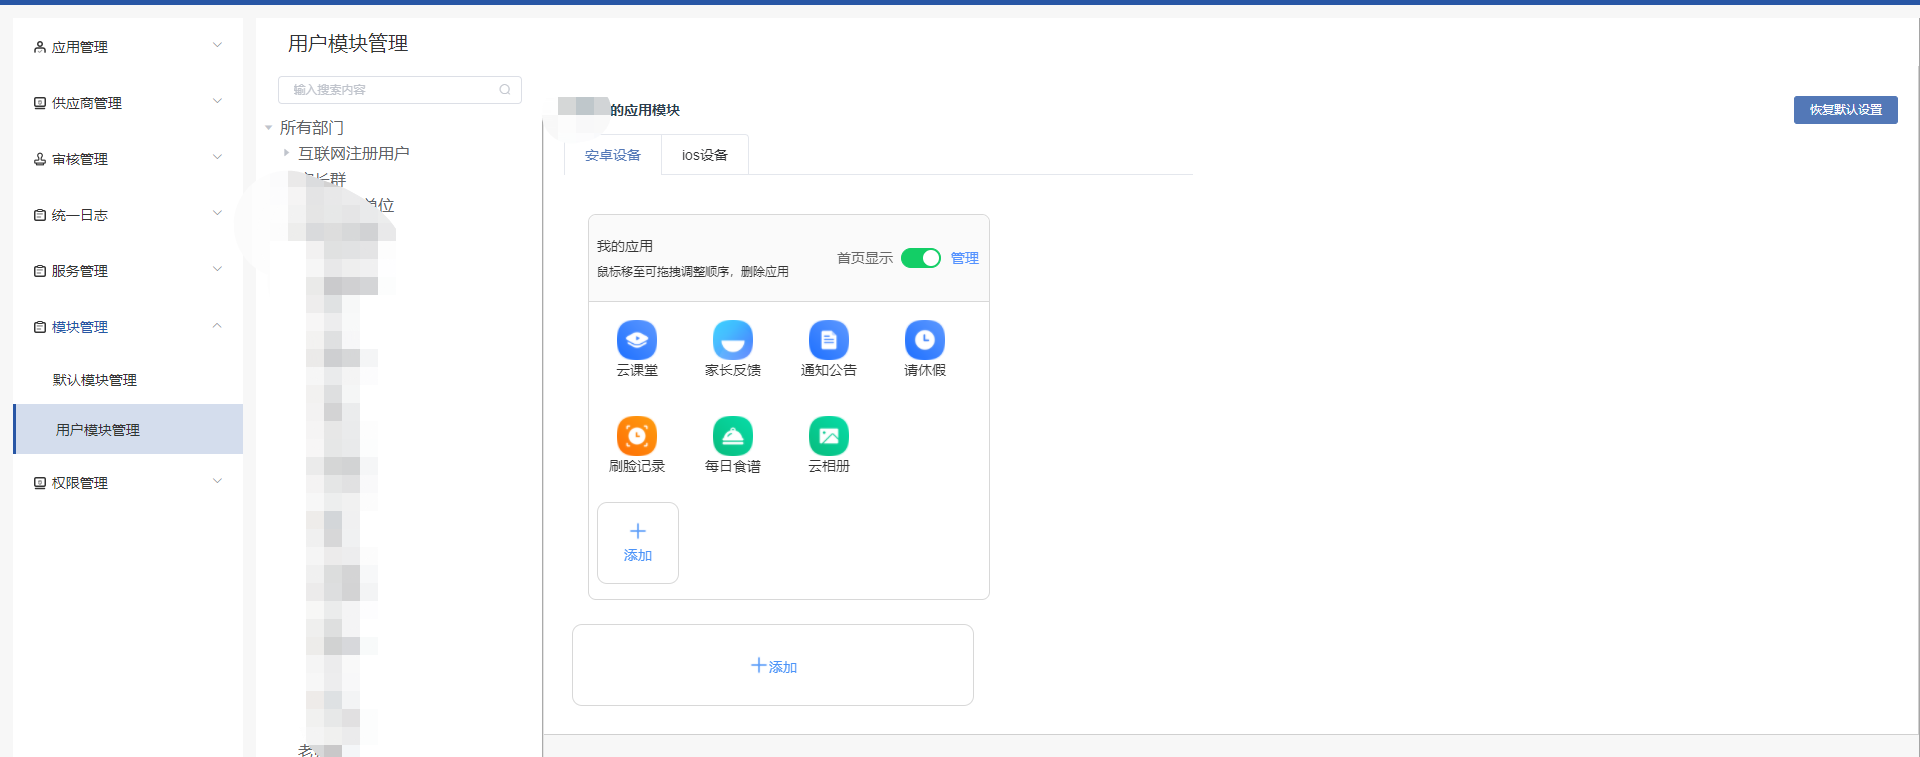 应用管理
供应商管理
审核管理
统一日志
服务管理
模块管理
默认模块管理
用户模块管理
权限管理
用户模块管理
输入搜索内容
所有部门
互联网注册用户
长群
单位
老
的应用模块
恢复默认设置
安卓设备
ios设备
我的应用
鼠标移至可拖拽调整顺序，删除应用
首页显示
管理
云课堂
家长反馈
通知公告
请休假
刷脸记录
每日食谱
云相册
添加
添加